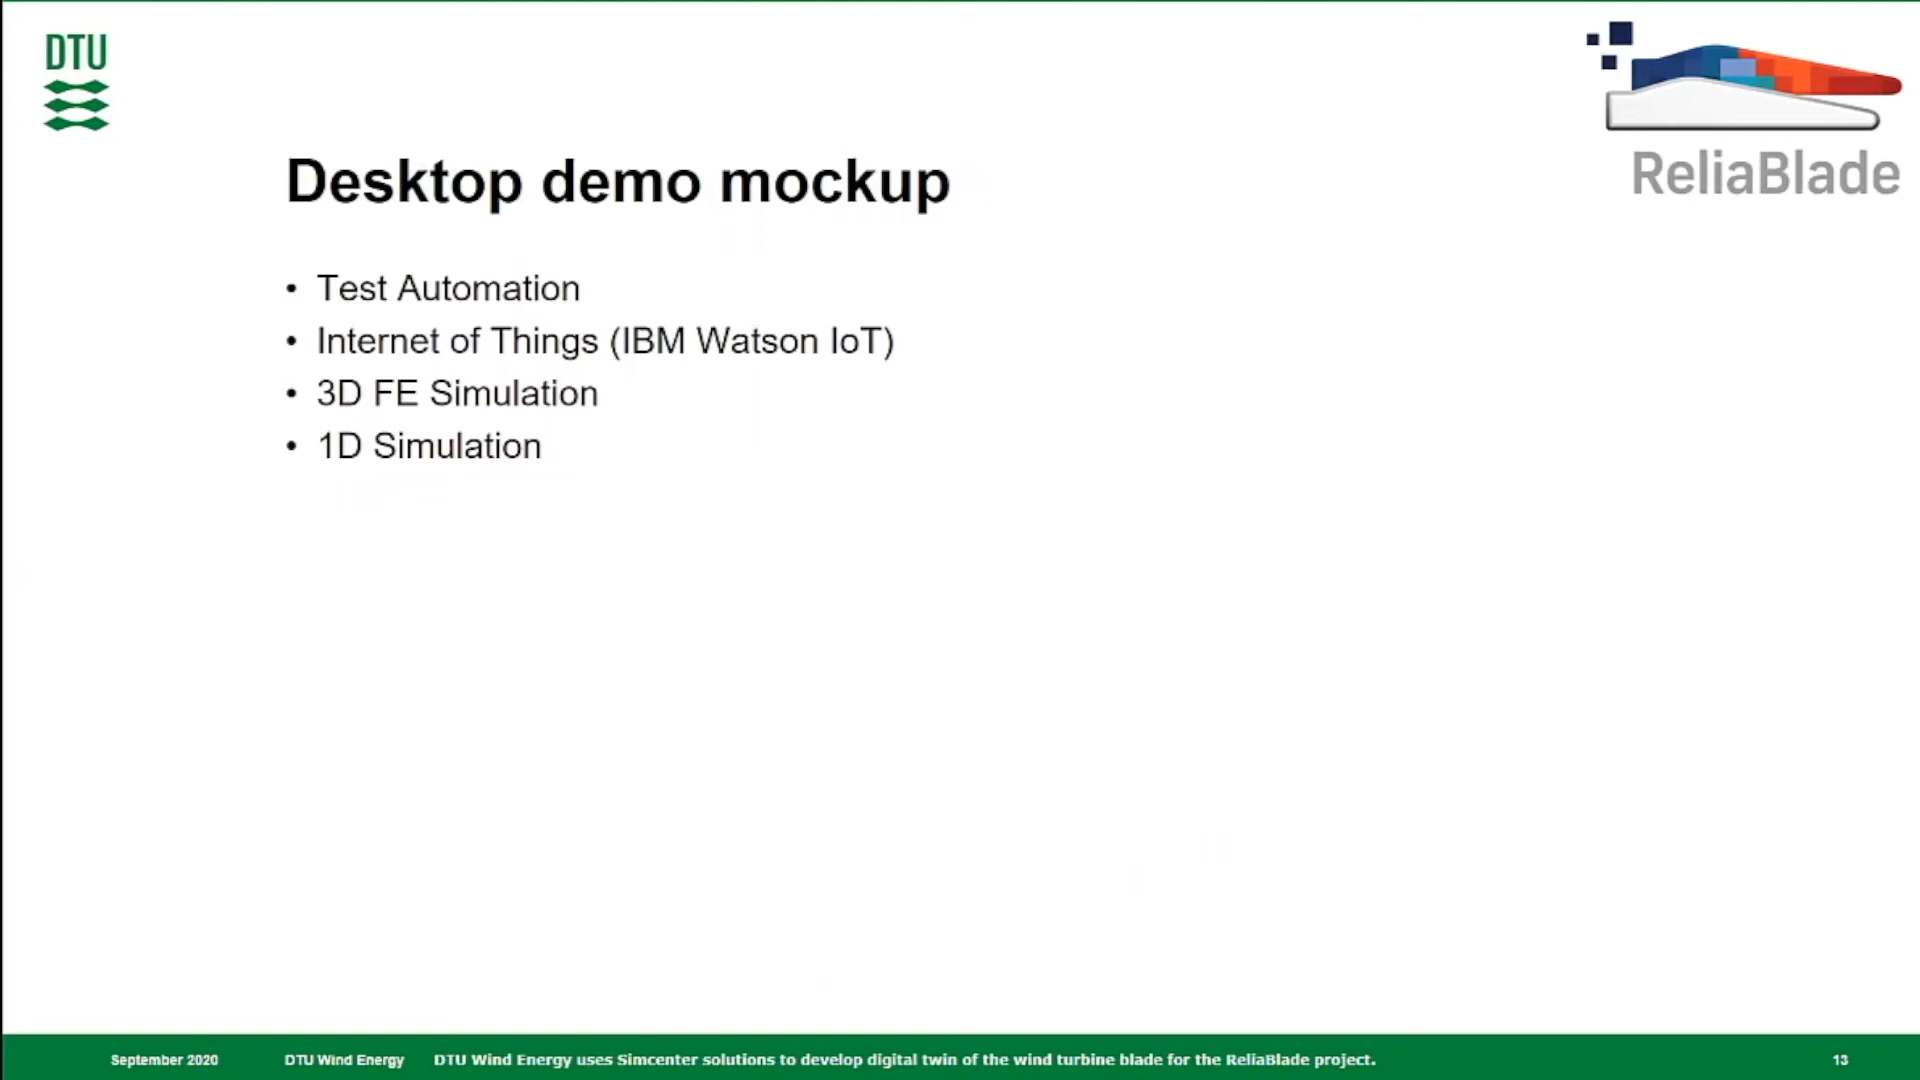 DTU
ReliaBlade
Desktop demo mockup
• Test Automation
• Internet of Things (IBM Watson IoT)
• 3D FE Simulation
• 1D Simulation
September 2020 DTU Wind Energy DTU Wind Energy uses Simcenter solutions to develop digital twin of the wind turbine blade for the ReliaBlade project. 13